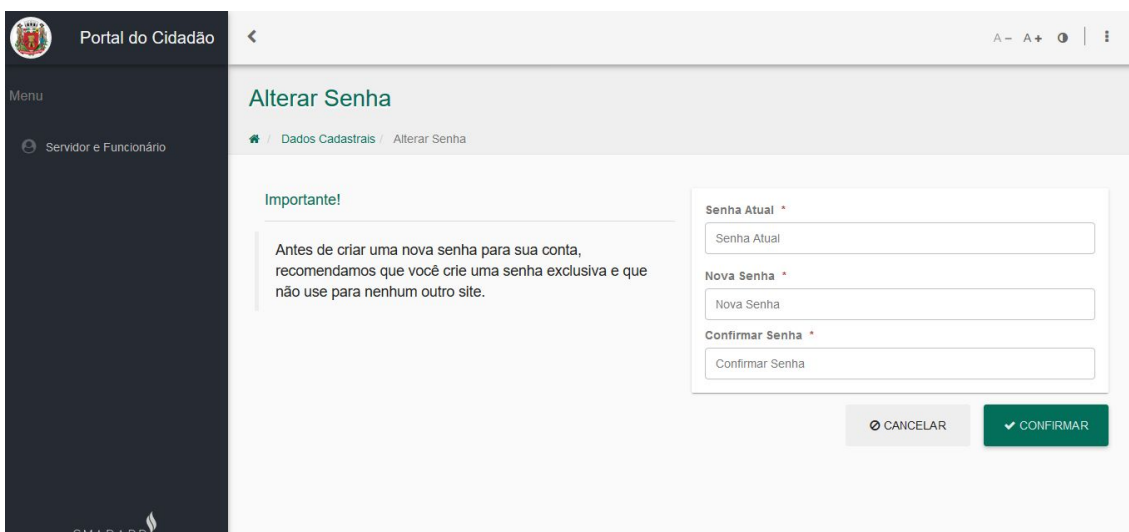 Portal do Cidadão
A- A+
Menu
Servidor e Funcionário
Alterar Senha
/ Dados Cadastrais / Alterar Senha
Importante!
Antes de criar uma nova senha para sua conta,
recomendamos que você crie uma senha exclusiva e que
não use para nenhum outro site.
Senha Atual *
Senha Atual
Nova Senha *
Nova Senha
Confirmar Senha *
Confirmar Senha
CANCELAR
CONFIRMAR